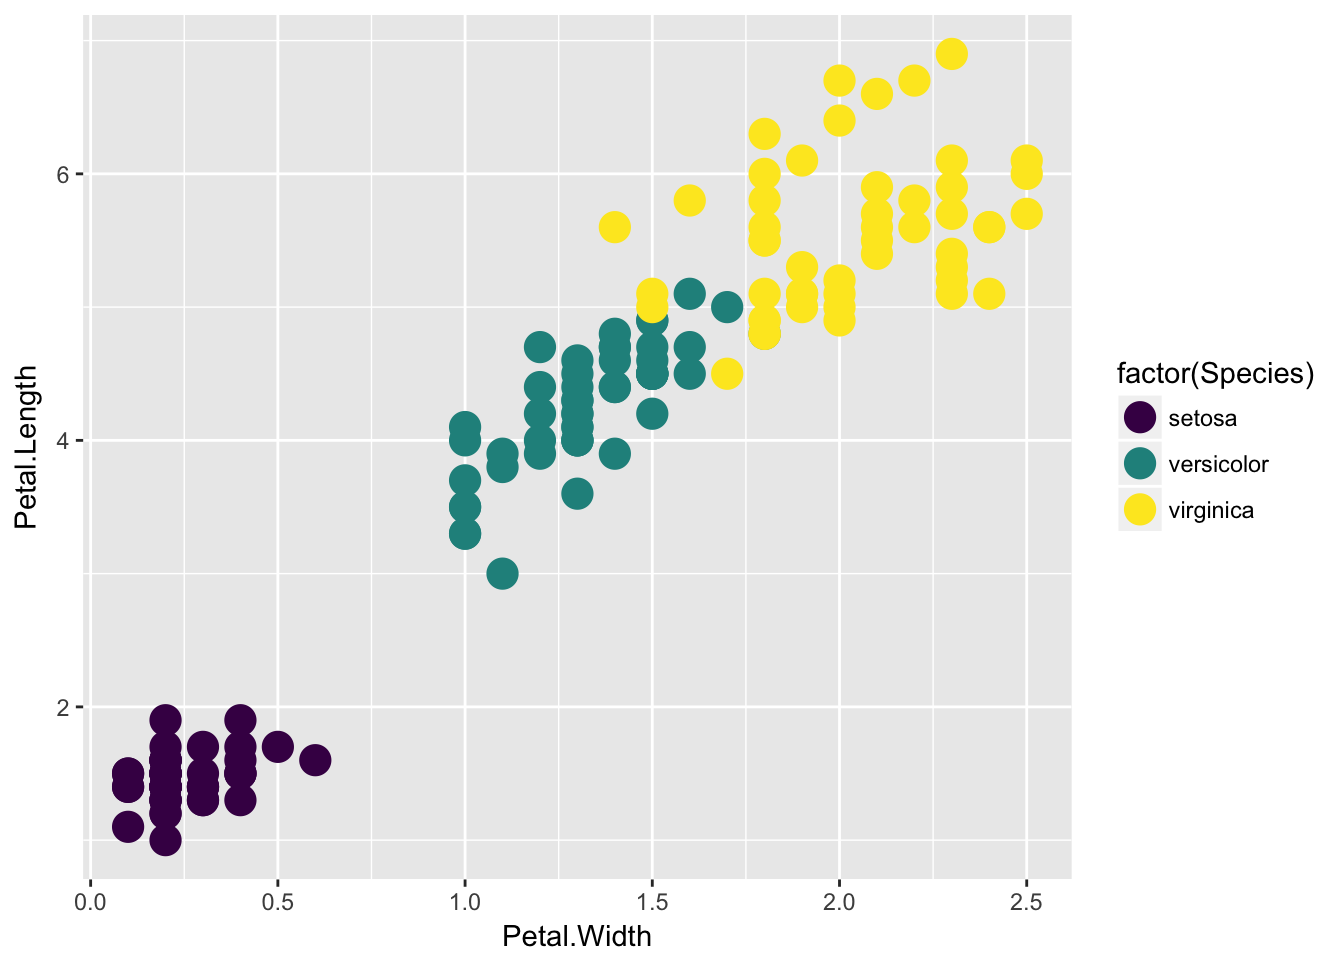 Petal.Length
6
4
2
0.0 0.5 1.0 1.5 2.0 2.5
Petal.Width
factor(Species)
setosa
versicolor
virginica